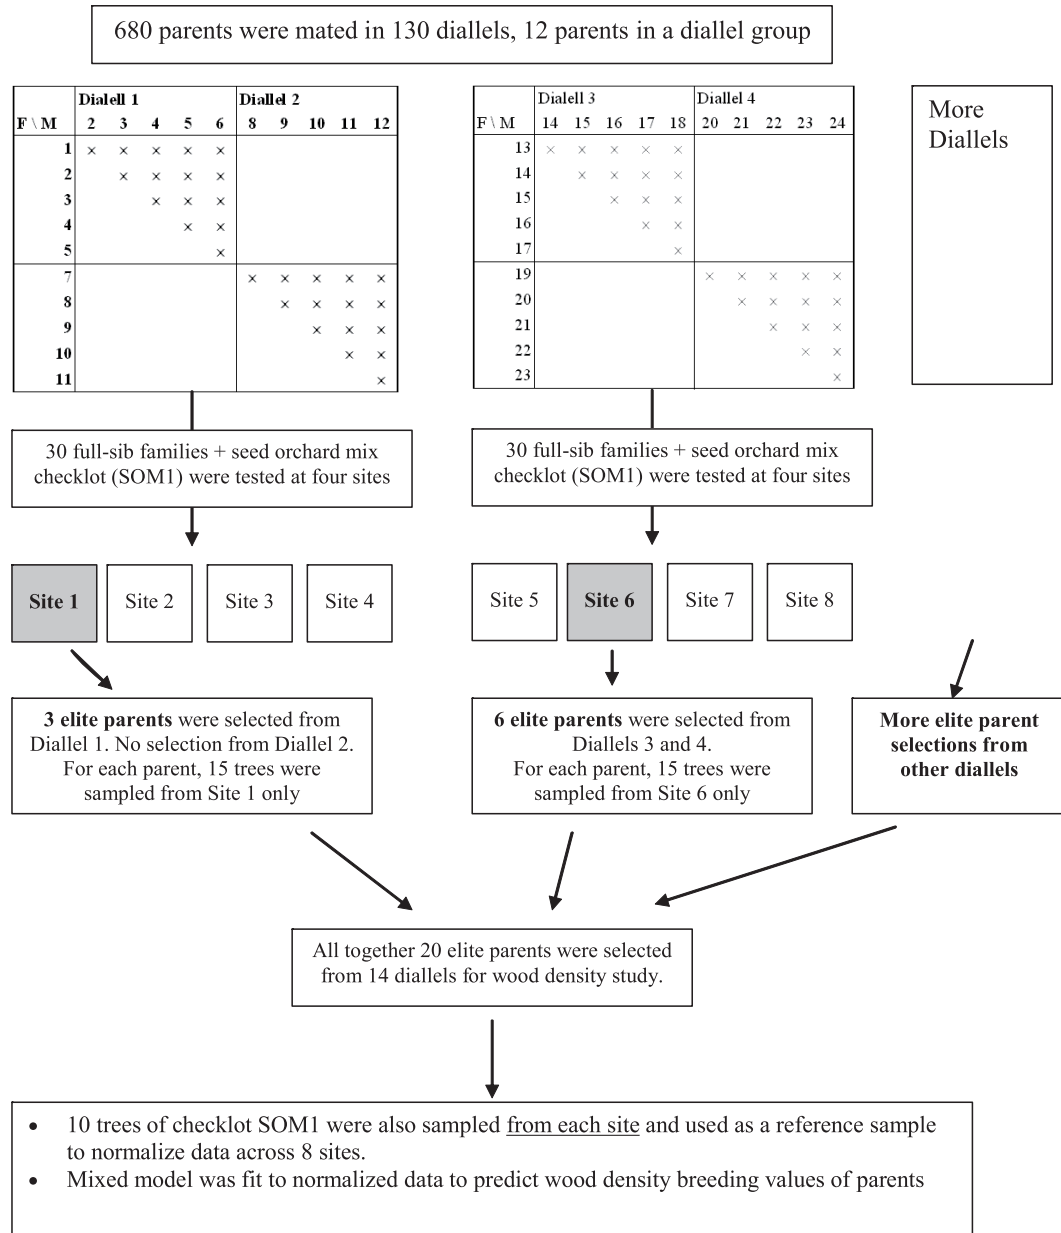 680 parents were mated in 130 diallels, 12 parents in a diallel group
Dialell 1 Diallel 2
F \ M 2 3 4 5 6 8 9 10 11 12
1 × × × × ×
2 × × × ×
3 × × ×
4 × ×
5 ×
7 × × × × ×
8 × × × ×
9 × × ×
10 × ×
11 ×
Dialell 3 Diallel 4
F \ M 14 15 16 17 18 20 21 22 23 24
13 × × × × ×
14 × × × ×
15 × × ×
16 × ×
17 ×
19 × × × × ×
20 × × × ×
21 × × ×
22 × ×
23 ×
More
Diallels
30 full-sib families + seed orchard mix
checklot (SOM1) were tested at four sites
30 full-sib families + seed orchard mix
checklot (SOM1) were tested at four sites
Site 1 Site 2 Site 3 Site 4
Site 5 Site 6 Site 7 Site 8
3 elite parents were selected from
Diallel 1. No selection from Diallel 2.
For each parent, 15 trees were
sampled from Site 1 only
6 elite parents were selected from
Diallels 3 and 4.
For each parent, 15 trees were
sampled from Site 6 only
More elite parent
selections from
other diallels
All together 20 elite parents were selected
from 14 diallels for wood density study.
• 10 trees of checklot SOM1 were also sampled from each site and used as a reference sample
to normalize data across 8 sites.
• Mixed model was fit to normalized data to predict wood density breeding values of parents